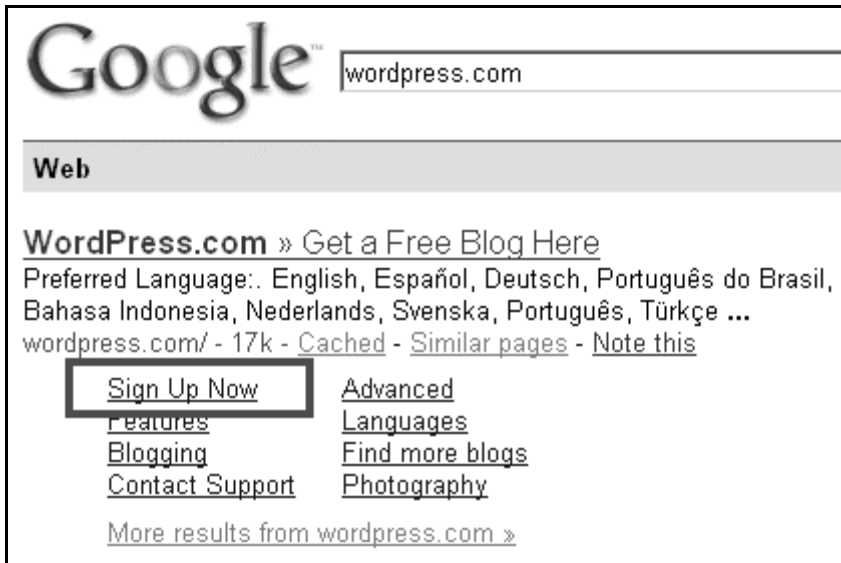 Google™
wordpress.com
Web
WordPress.com » Get a Free Blog Here
Preferred Language:. English, Español, Deutsch, Português do Brasil,
Bahasa Indonesia, Nederlands, Svenska, Português, Türkçe ...
wordpress.com/ - 17k - Cached - Similar pages - Note this
Sign Up Now Advanced
Features Languages
Blogging Find more blogs
Contact Support Photography
More results from wordpress.com »